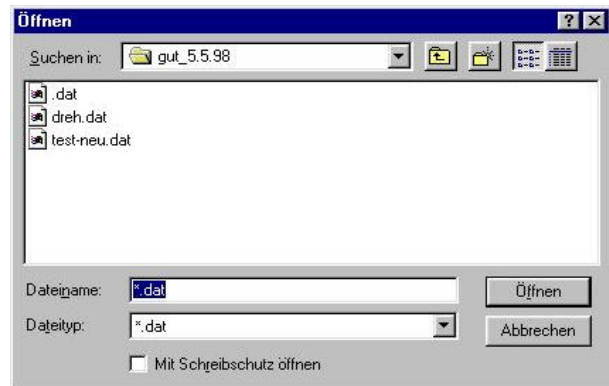 Öffnen
Suchen in: gut_5.5.98
.dat
dreh.dat
test-neu.dat
Dateiname: *.dat Öffnen
Dateityp: *.dat Abbrechen
Mit Schreibschutz öffnen